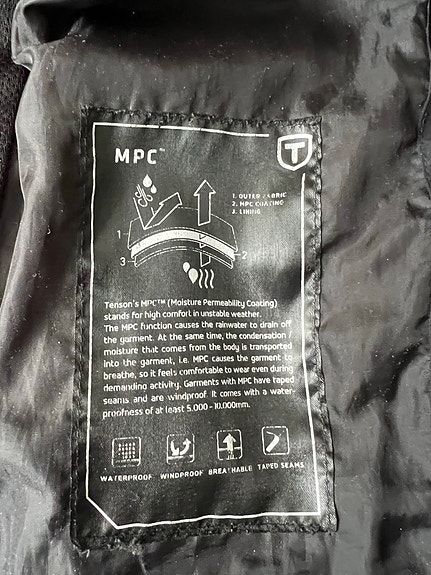 MPC™
T
1. OUTER FABRIC
2. MPC COATING
3. LINING
1
3
2
Tenson's MPC™ (Moisture Permeability Coating)
stands for high comfort in unstable weather.
The MPC function causes the rainwater to drain off
the garment. At the same time, the condensation /
moisture that comes from the body is transported
into the garment, i.e. MPC causes the garment to
breathe, so it feels comfortable to wear even during
demanding activity. Garments with MPC have taped
seams and are windproof. It comes with a water-
proofness of at least 5.000 - 10.000mm.
WATERPROOF WINDPROOF BREATHABLE TAPED SEAMS